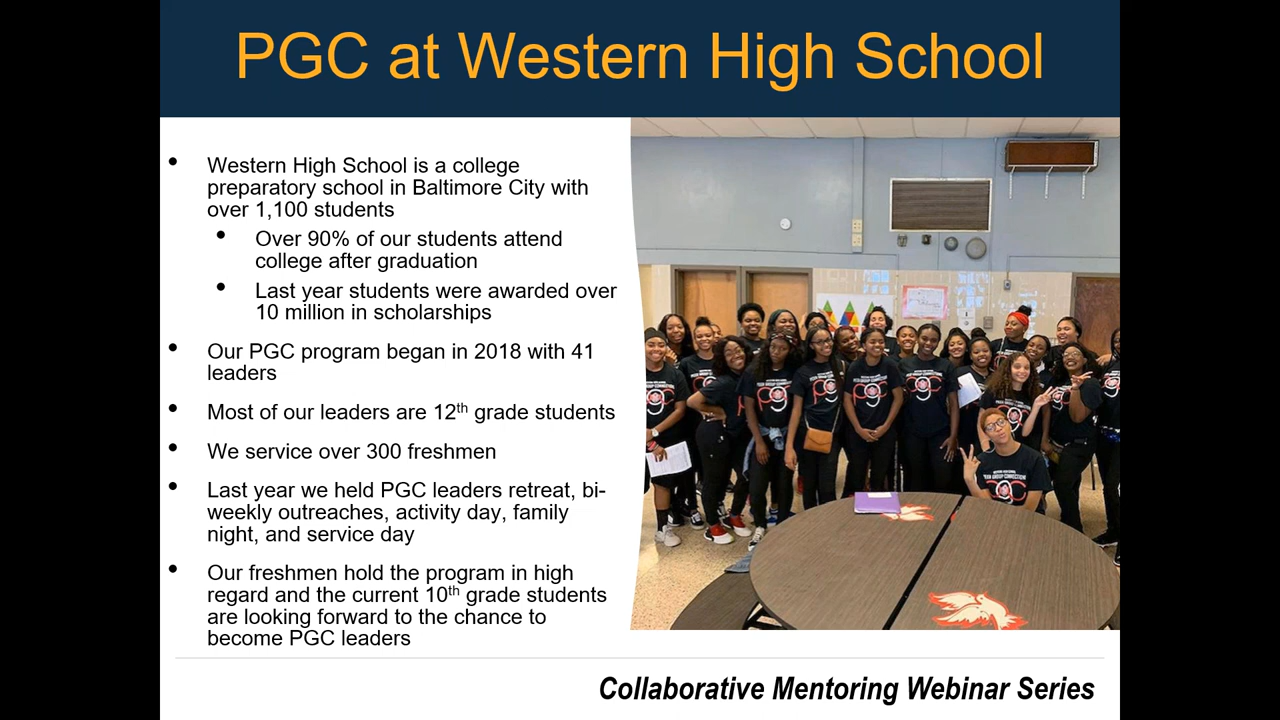 PGC at Western High School
• Western High School is a college
preparatory school in Baltimore City with
over 1,100 students
• Over 90% of our students attend
college after graduation
• Last year students were awarded over
10 million in scholarships
• Our PGC program began in 2018 with 41
leaders
• Most of our leaders are 12th grade students
• We service over 300 freshmen
• Last year we held PGC leaders retreat, bi-
weekly outreaches, activity day, family
night, and service day
• Our freshmen hold the program in high
regard and the current 10th grade students
are looking forward to the chance to
become PGC leaders
PEER GROUP CONNECTION
pgc
Collaborative Mentoring Webinar Series